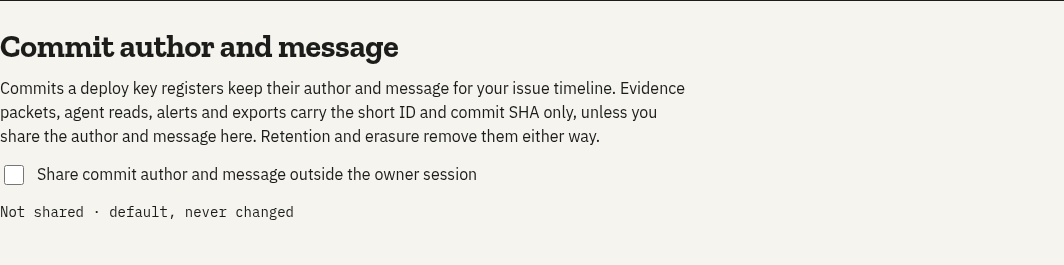 Commit author and message
Commits a deploy key registers keep their author and message for your issue timeline. Evidence
packets, agent reads, alerts and exports carry the short ID and commit SHA only, unless you
share the author and message here. Retention and erasure remove them either way.
Share commit author and message outside the owner session
Not shared · default, never changed